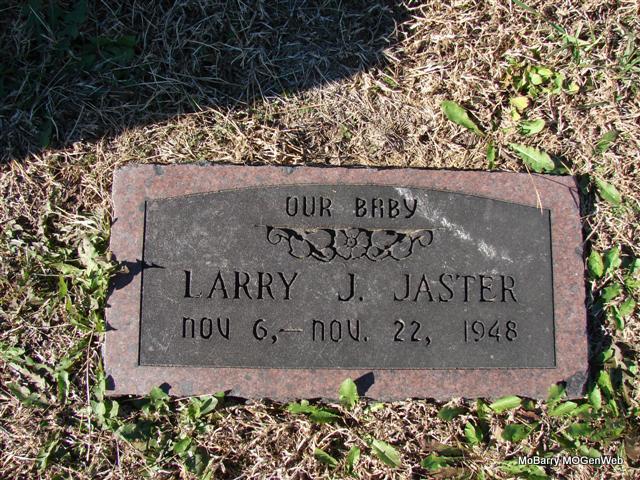 OUR BABY
LARRY J. JASTER
NOV 6,— NOV. 22, 1948
MoBarry MOGenWeb